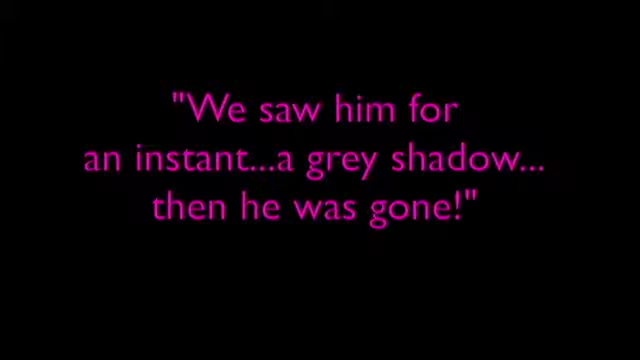 "We saw him for
an instant...a grey shadow...
then he was gone!"